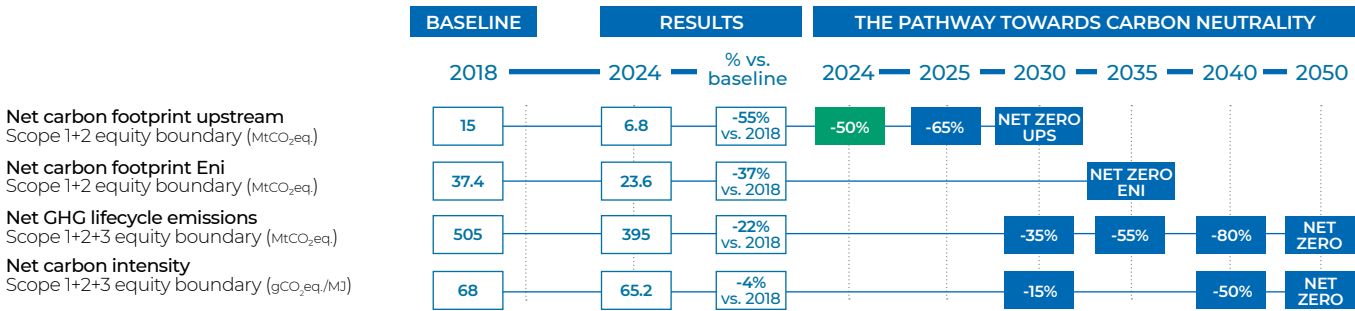 BASELINE RESULTS THE PATHWAY TOWARDS CARBON NEUTRALITY
2018 2024 % vs. baseline 2024 2025 2030 2035 2040 2050
Net carbon footprint upstream
Scope 1+2 equity boundary (MtCO₂eq.)
15 6.8 -55% vs. 2018 -50% -65% NET ZERO UPS
Net carbon footprint Eni
Scope 1+2 equity boundary (MtCO₂eq.)
37.4 23.6 -37% vs. 2018 NET ZERO ENI
Net GHG lifecycle emissions
Scope 1+2+3 equity boundary (MtCO₂eq.)
505 395 -22% vs. 2018 -35% -55% -80% NET ZERO
Net carbon intensity
Scope 1+2+3 equity boundary (gCO₂eq./MJ)
68 65.2 -4% vs. 2018 -15% -50% NET ZERO